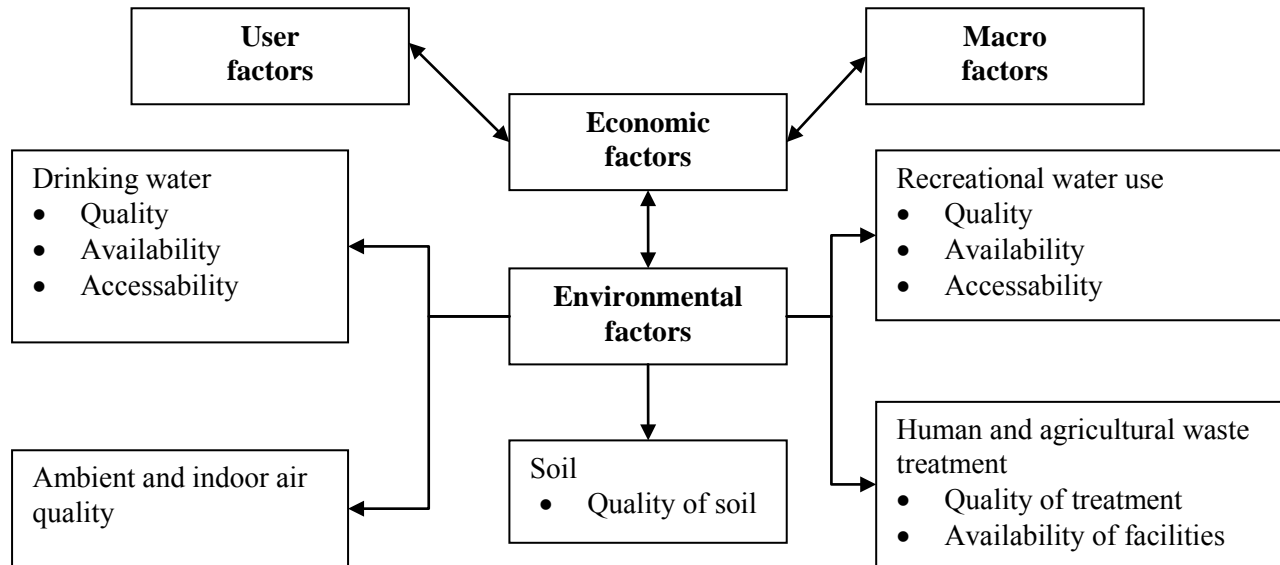 User
factors
Macro
factors
Economic
factors
Drinking water
• Quality
• Availability
• Accessability
Recreational water use
• Quality
• Availability
• Accessability
Environmental
factors
Ambient and indoor air
quality
Soil
• Quality of soil
Human and agricultural waste
treatment
• Quality of treatment
• Availability of facilities